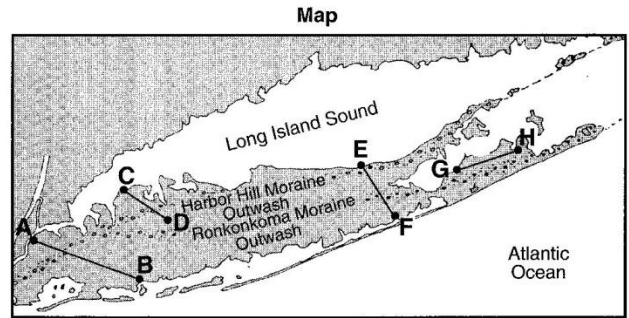 Map
Long Island Sound
E
H
C
G
Harbor Hill Moraine
D
Outwash
A
Ronkonkoma Moraine
F
Outwash
B
Atlantic
Ocean